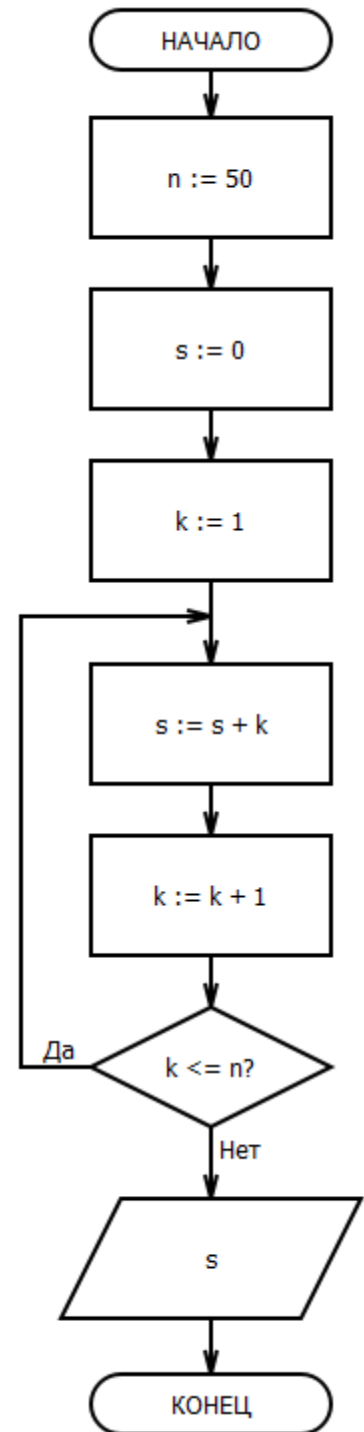 НАЧАЛО
n := 50
s := 0
k := 1
s := s + k
k := k + 1
Да
k <= n?
Нет
s
КОНЕЦ